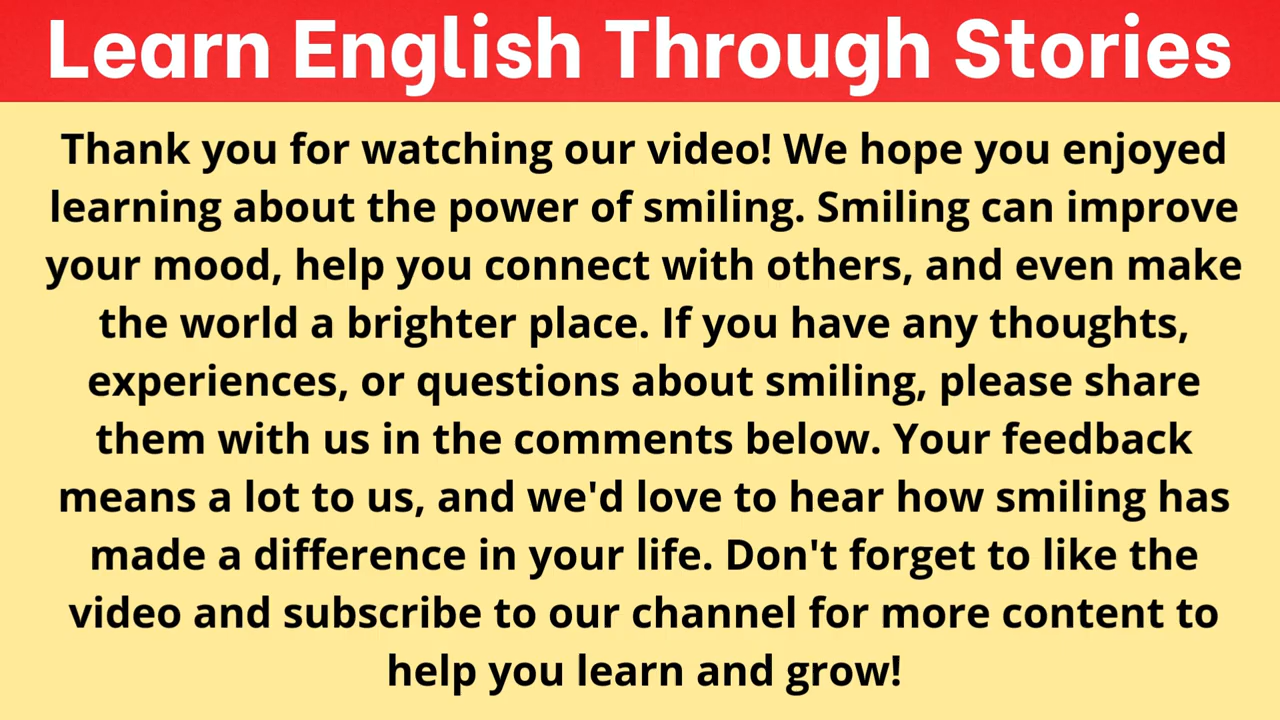 Learn English Through Stories
Thank you for watching our video! We hope you enjoyed
learning about the power of smiling. Smiling can improve
your mood, help you connect with others, and even make
the world a brighter place. If you have any thoughts,
experiences, or questions about smiling, please share
them with us in the comments below. Your feedback
means a lot to us, and we'd love to hear how smiling has
made a difference in your life. Don't forget to like the
video and subscribe to our channel for more content to
help you learn and grow!